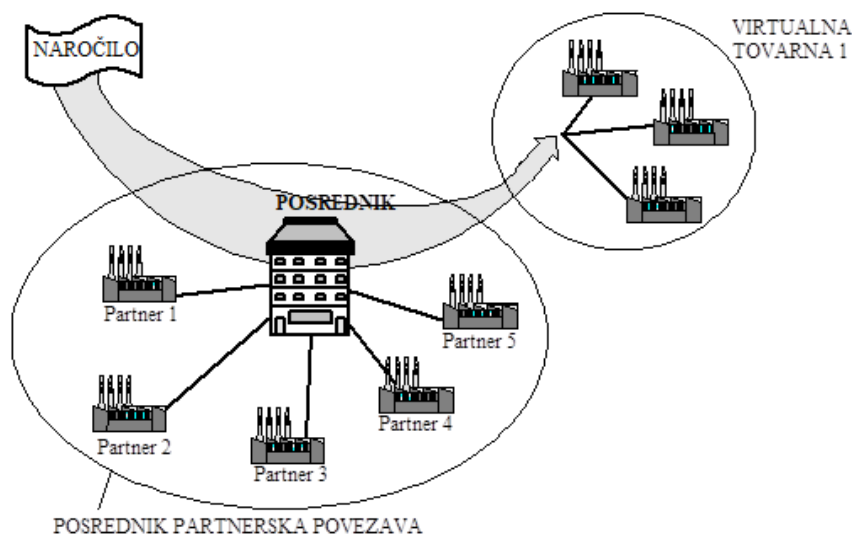 NAROČILO
VIRTUALNA
TOVARNA 1
POSREDNIK
Partner 1
Partner 5
Partner 2
Partner 4
Partner 3
POSREDNIK PARTNERSKA POVEZAVA